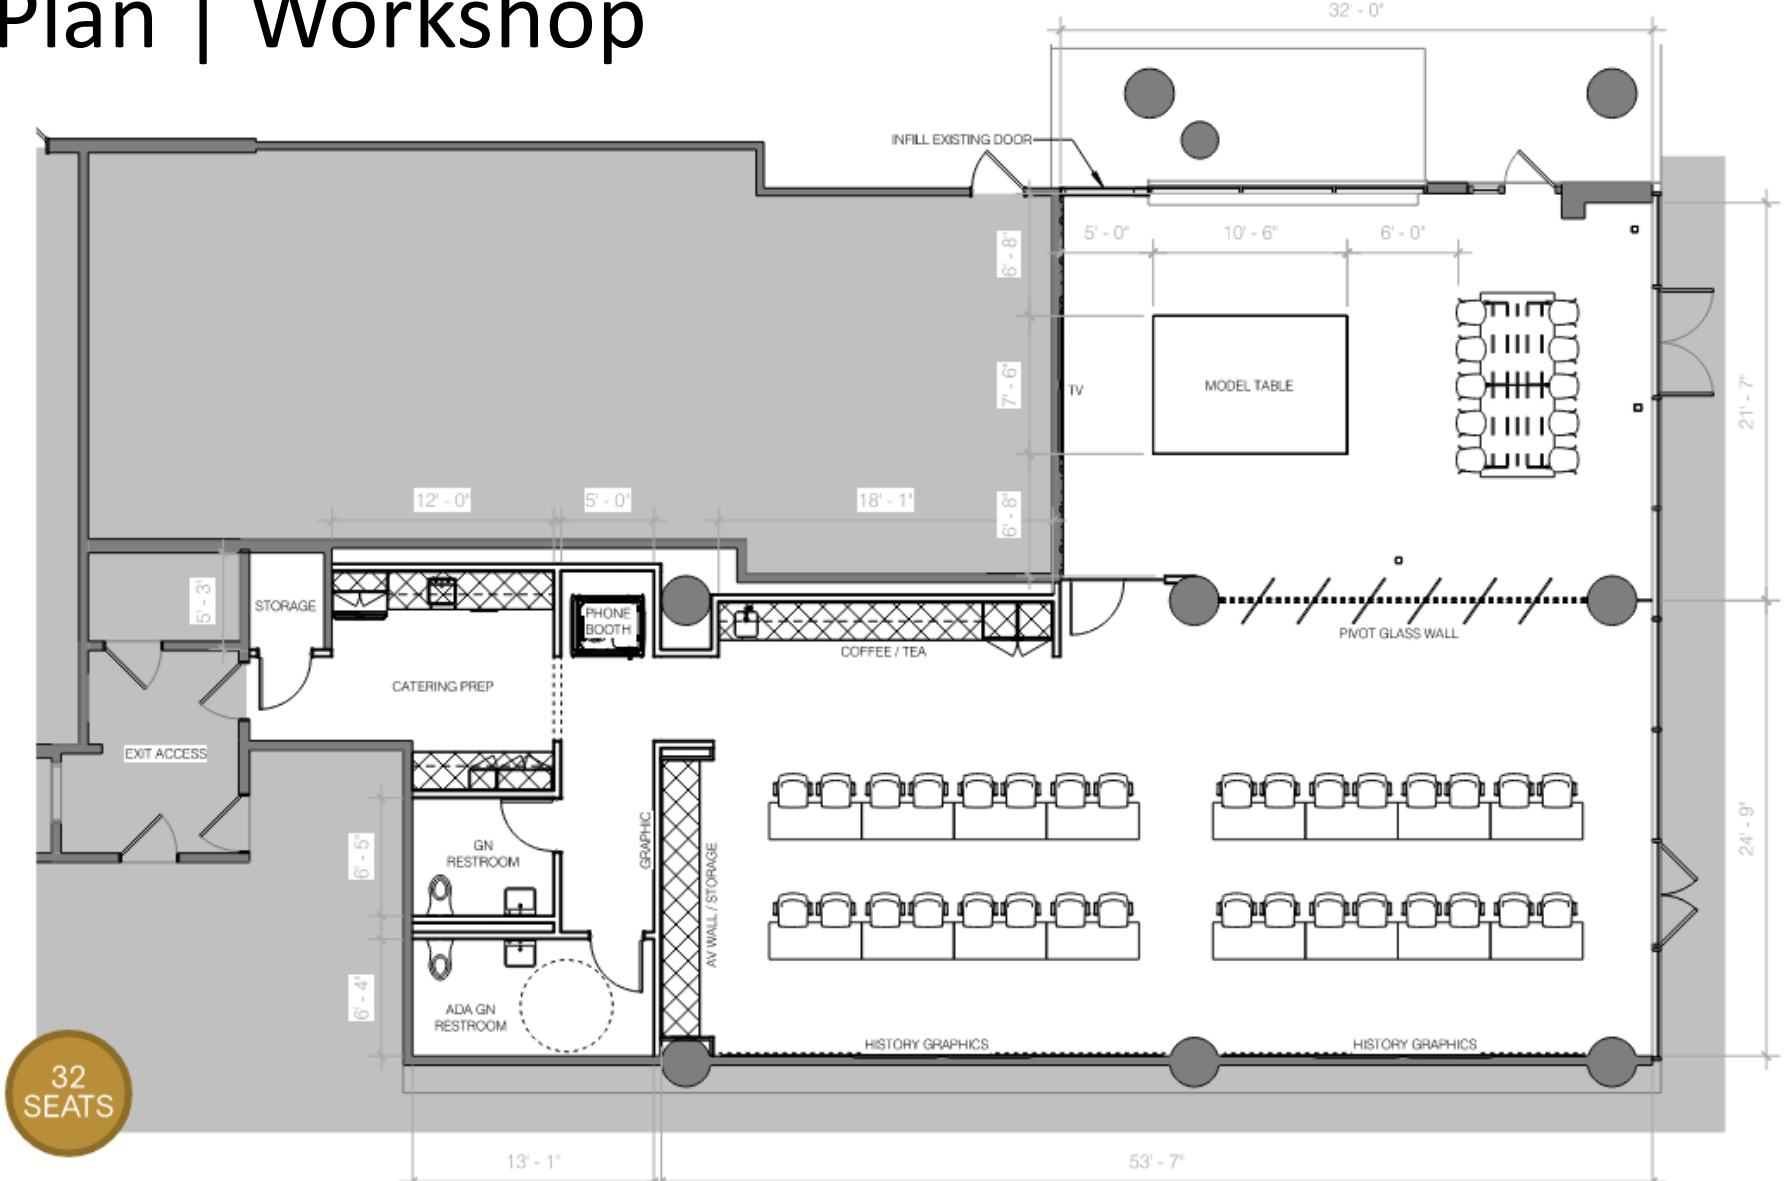 Plan | Workshop
32' - 0"
INFILL EXISTING DOOR
5' - 0"
10' - 6"
6' - 0"
6' - 8"
7' - 6"
6' - 8"
TV
MODEL TABLE
21' - 7"
12' - 0"
5' - 0"
18' - 1"
5' - 3"
STORAGE
PHONE
BOOTH
COFFEE / TEA
PIVOT GLASS WALL
CATERING PREP
EXIT ACCESS
24' - 9"
GRAPHIC
AV WALL / STORAGE
6' - 5"
GN
RESTROOM
6' - 4"
ADA GN
RESTROOM
HISTORY GRAPHICS
HISTORY GRAPHICS
32
SEATS
13' - 1"
53' - 7"